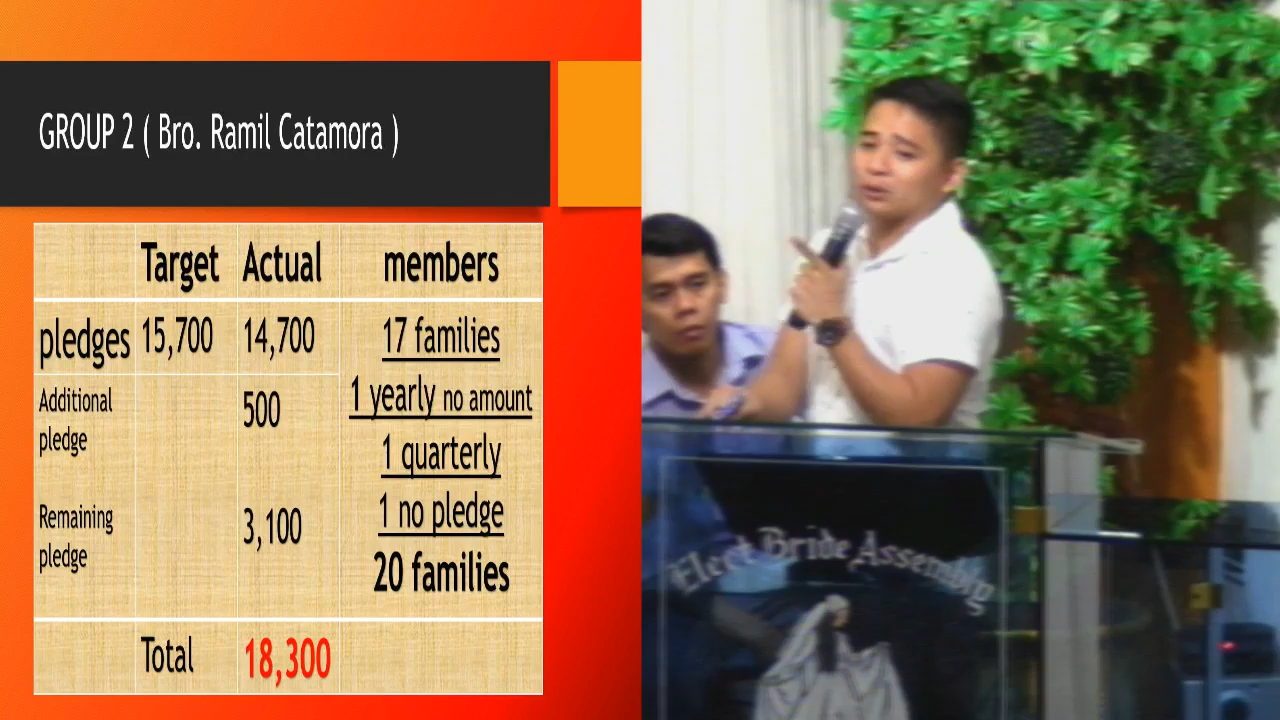 GROUP 2 ( Bro. Ramil Catamora )
Target Actual members
pledges 15,700 14,700 17 families
1 yearly no amount
Additional
pledge
500
1 quarterly
1 no pledge
Remaining
pledge
3,100
20 families
Total 18,300
Elect Bride Assembly